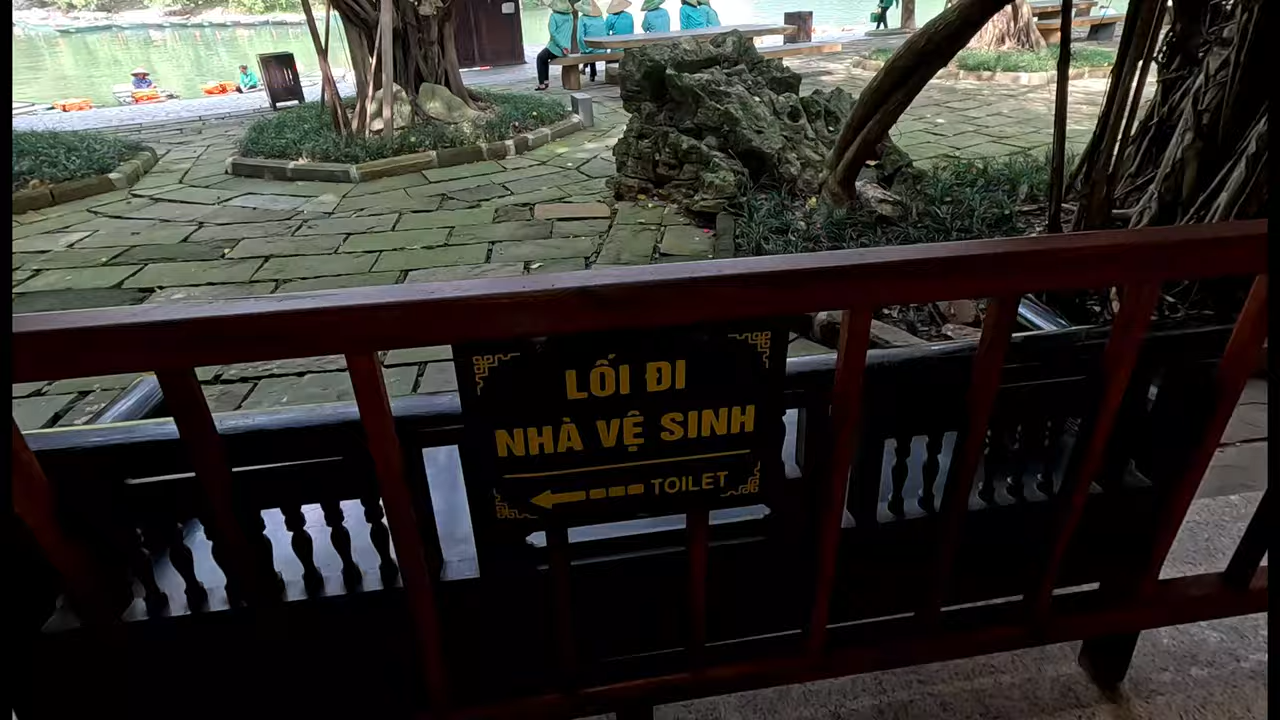 LỐI ĐI
NHÀ VỆ SINH
TOILET